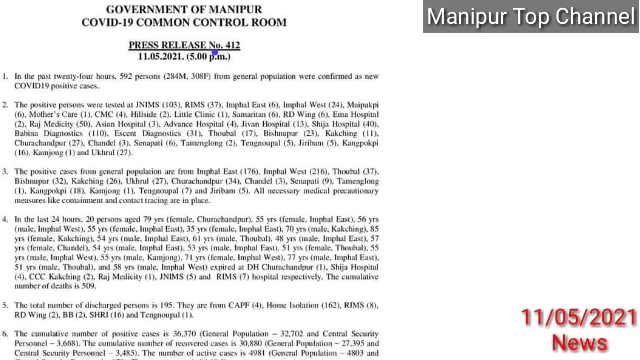 GOVERNMENT OF MANIPUR
COVID-19 COMMON CONTROL ROOM
Manipur Top Channel
PRESS RELEASE No. 412
11.05.2021. (5.00 p.m.)
1. In the past twenty-four hours, 592 persons (284M, 308F) from general population were confirmed as new
COVID19 positive cases.
2. The positive persons were tested at JNIMS (103), RIMS (37), Imphal East (6), Imphal West (24), Maipakpi
(6), Mother's Care (1), CMC (4), Hillside (2), Little Clinic (1), Samaritan (6), RD Wing (6), Ema Hospital
(2), Raj Medicity (50), Asian Hospital (3), Advance Hospital (4), Jivan Hospital (13), Shija Hospital (40),
Babina Diagnostics (110), Escent Diagnostics (31), Thoubal (17), Bishnupur (23), Kakching (11),
Churachandpur (27), Chandel (3), Senapati (6), Tamenglong (2), Tengnoupal (5), Jiribam (5), Kangpokpi
(16), Kamjong (1) and Ukhrul (27).
3. The positive cases from general population are from Imphal East (176), Imphal West (216), Thoubal (37),
Bishnupur (32), Kakching (26), Ukhrul (27), Churachandpur (34), Chandel (3), Senapati (9), Tamenglong
(1), Kangpokpi (18), Kamjong (1), Tengnoupal (7) and Jiribam (5). All necessary medical precautionary
measures like containment and contact tracing are in place.
4. In the last 24 hours, 20 persons aged 79 yrs (female, Churachandpur), 55 yrs (female, Imphal East), 56 yrs
(male, Imphal West), 55 yrs (female, Imphal East), 35 yrs (female, Imphal East), 70 yrs (male, Kakching), 85
yrs (female, Kakching), 54 yrs (male, Imphal East), 61 yrs (male, Thoubal), 48 yrs (male, Imphal East), 57
yrs (female, Chandel), 54 yrs (male, Imphal East), 53 yrs (male, Imphal East), 51 yrs (female, Thoubal), 55
yrs (male, Imphal West), 55 yrs (male, Kamjong), 71 yrs (female, Imphal West), 77 yrs (male, Imphal East),
51 yrs (male, Thoubal), and 58 yrs (male, Imphal West) expired at DH Churachandpur (1), Shija Hospital
(4), CCC Kakching (2), Raj Medicity (1), JNIMS (5) and RIMS (7) hospital respectively. The cumulative
number of deaths is 509.
5. The total number of discharged persons is 195. They are from CAPF (4), Home Isolation (162), RIMS (8),
RD Wing (2), BB (2), SHRI (16) and Tengnoupal (1).
11/05/2021
News
6. The cumulative number of positive cases is 36,370 (General Population – 32,702 and Central Security
Personnel – 3,668). The cumulative number of recovered cases is 30,880 (General Population - 27,395 and
Central Security Personnel – 3,485). The number of active cases is 4981 (General Population – 4803 and